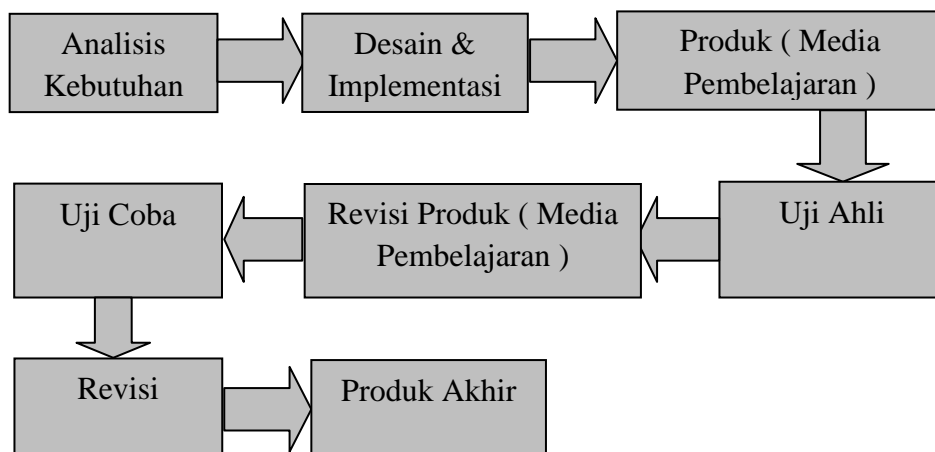 Analisis
Kebutuhan
Desain &
Implementasi
Produk ( Media
Pembelajaran )
Uji Ahli
Revisi Produk ( Media
Pembelajaran )
Uji Coba
Revisi
Produk Akhir